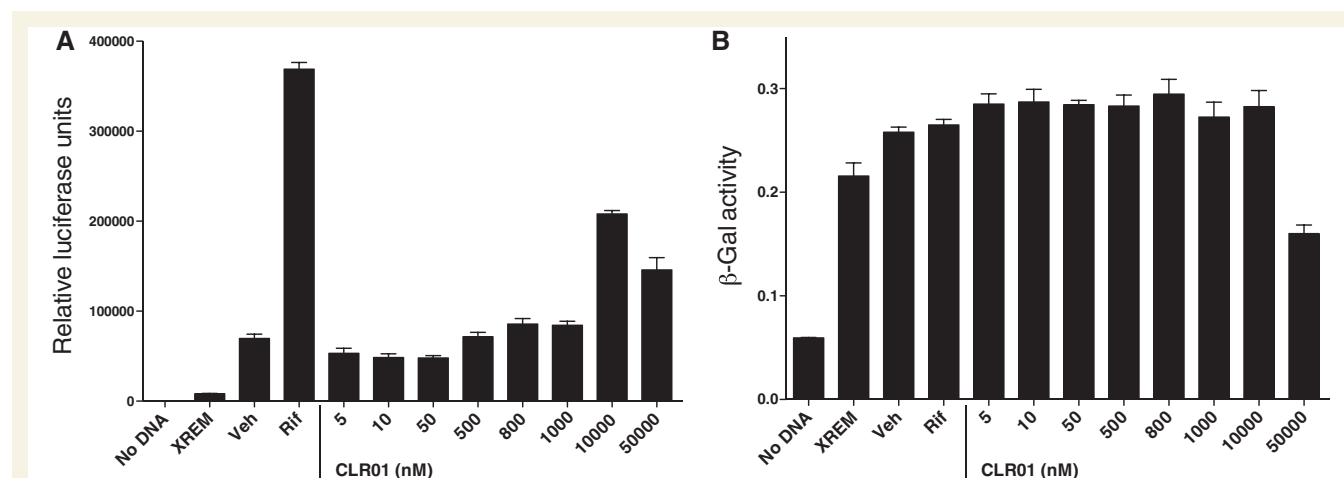 A
Relative luciferase units
400000
300000
200000
100000
0
No DNA
XREM
Veh
Rif
5
10
50
500
800
1000
10000
50000
CLR01 (nM)
B
β-Gal activity
0.3
0.2
0.1
0.0
No DNA
XREM
Veh
Rif
5
10
50
500
800
1000
10000
50000
CLR01 (nM)